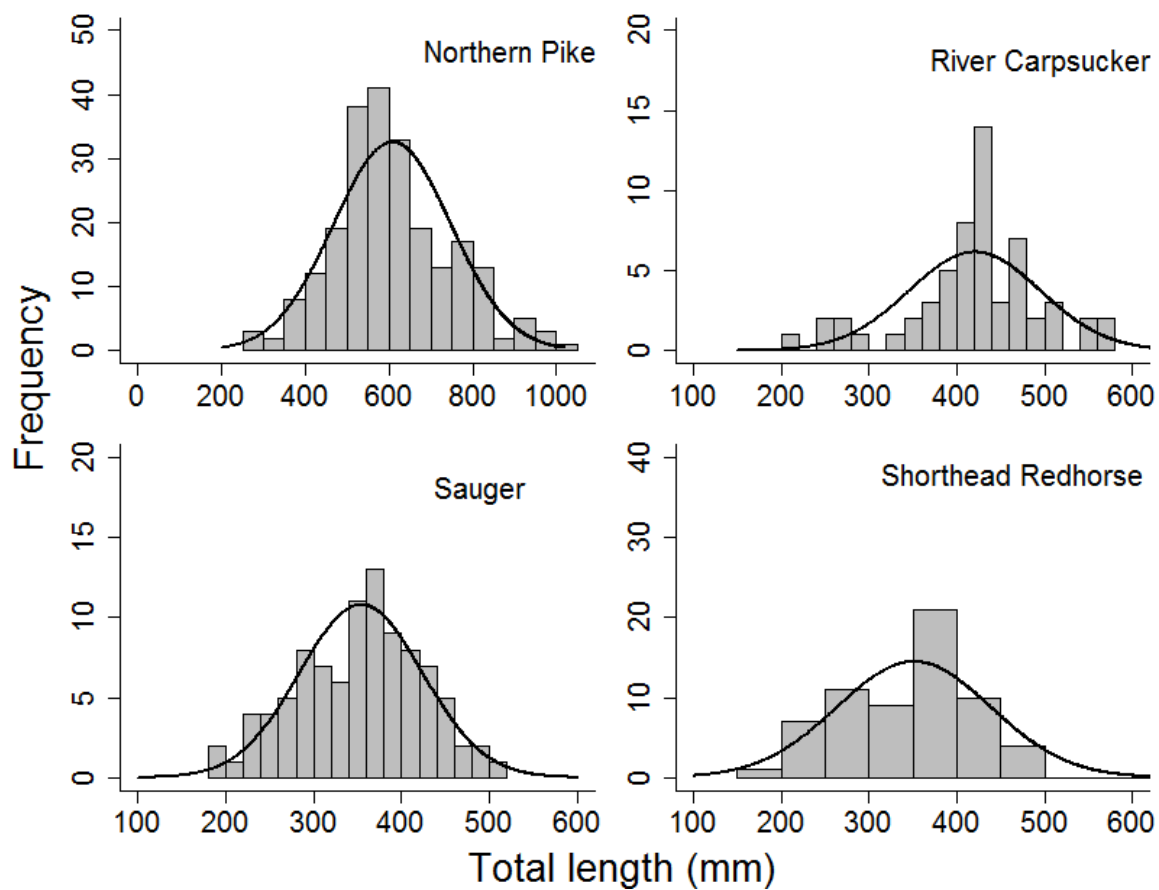 Northern Pike
50
40
30
20
10
0
0 200 400 600 800 1000
River Carpsucker
20
15
10
5
0
100 200 300 400 500 600
Frequency
Sauger
20
15
10
5
0
100 200 300 400 500 600
Shorthead Redhorse
40
30
20
10
0
100 200 300 400 500 600
Total length (mm)